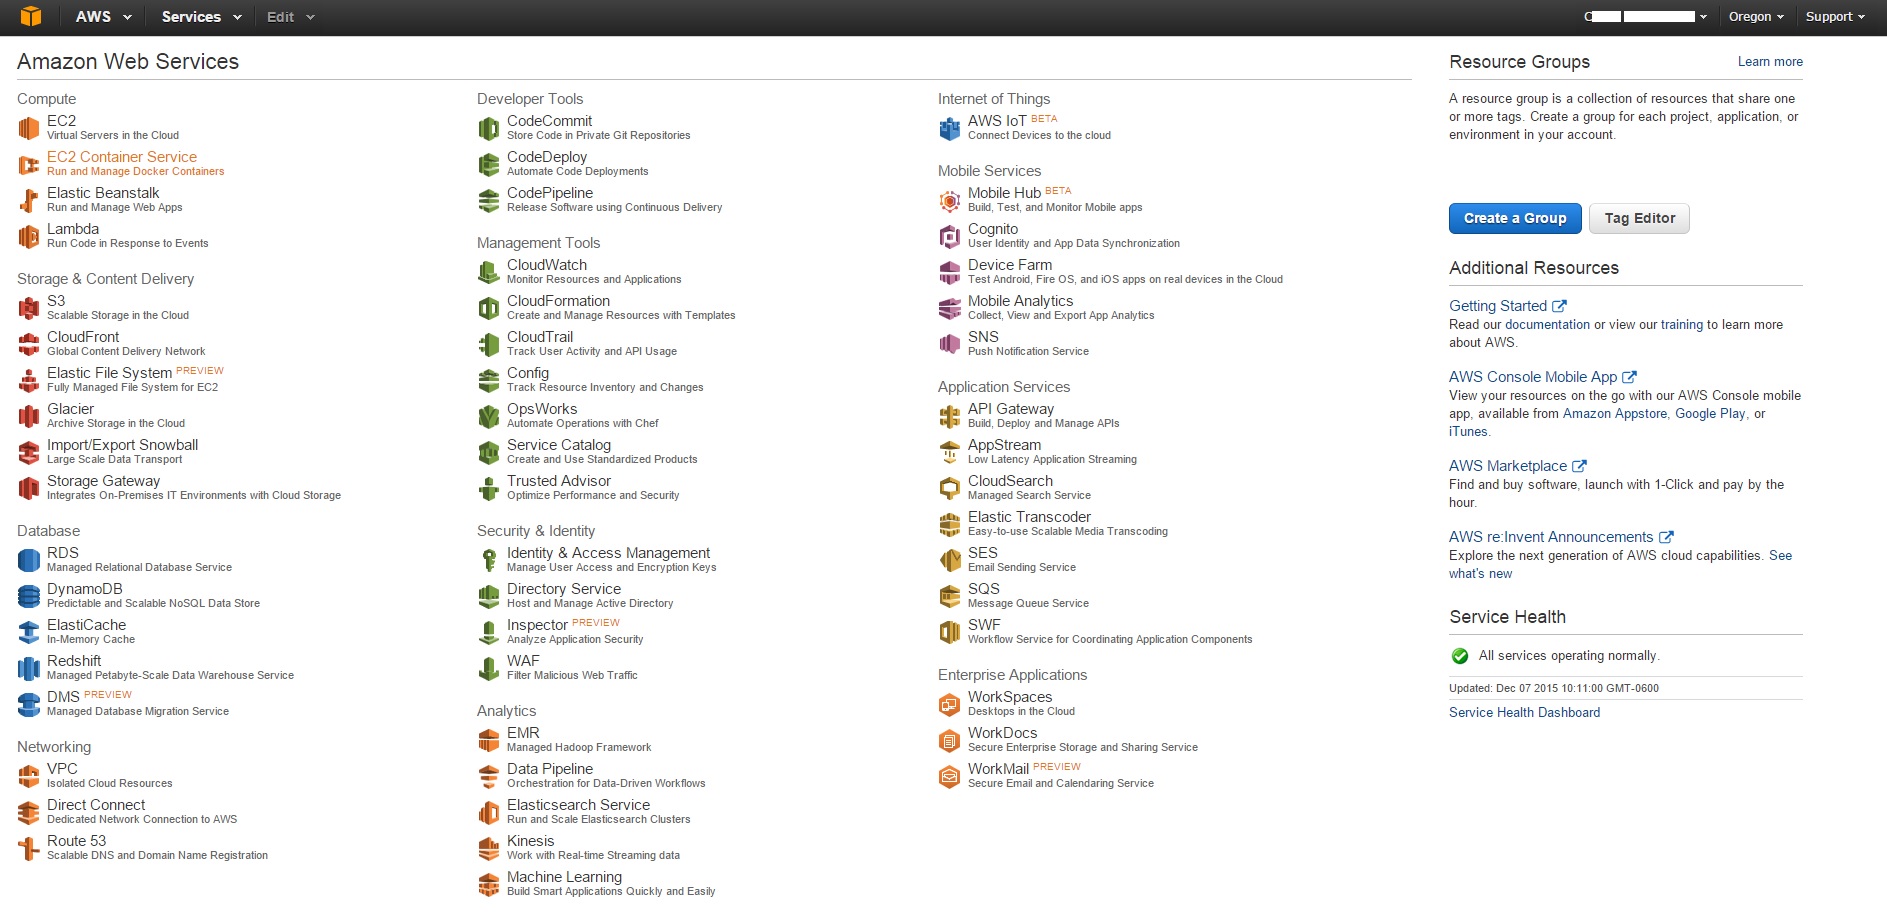 AWS Services Edit
C
Oregon Support
Amazon Web Services
Compute
EC2
Virtual Servers in the Cloud
EC2 Container Service
Run and Manage Docker Containers
Elastic Beanstalk
Run and Manage Web Apps
Lambda
Run Code in Response to Events
Storage & Content Delivery
S3
Scalable Storage in the Cloud
CloudFront
Global Content Delivery Network
Elastic File System PREVIEW
Fully Managed File System for EC2
Glacier
Archive Storage in the Cloud
Import/Export Snowball
Large Scale Data Transport
Storage Gateway
Integrates On-Premises IT Environments with Cloud Storage
Database
RDS
Managed Relational Database Service
DynamoDB
Predictable and Scalable NoSQL Data Store
ElastiCache
In-Memory Cache
Redshift
Managed Petabyte-Scale Data Warehouse Service
DMS PREVIEW
Managed Database Migration Service
Networking
VPC
Isolated Cloud Resources
Direct Connect
Dedicated Network Connection to AWS
Route 53
Scalable DNS and Domain Name Registration
Developer Tools
CodeCommit
Store Code in Private Git Repositories
CodeDeploy
Automate Code Deployments
CodePipeline
Release Software using Continuous Delivery
Management Tools
CloudWatch
Monitor Resources and Applications
CloudFormation
Create and Manage Resources with Templates
CloudTrail
Track User Activity and API Usage
Config
Track Resource Inventory and Changes
OpsWorks
Automate Operations with Chef
Service Catalog
Create and Use Standardized Products
Trusted Advisor
Optimize Performance and Security
Security & Identity
Identity & Access Management
Manage User Access and Encryption Keys
Directory Service
Host and Manage Active Directory
Inspector PREVIEW
Analyze Application Security
WAF
Filter Malicious Web Traffic
Analytics
EMR
Managed Hadoop Framework
Data Pipeline
Orchestration for Data-Driven Workflows
Elasticsearch Service
Run and Scale Elasticsearch Clusters
Kinesis
Work with Real-time Streaming data
Machine Learning
Build Smart Applications Quickly and Easily
Internet of Things
AWS IoT BETA
Connect Devices to the cloud
Mobile Services
Mobile Hub BETA
Build, Test, and Monitor Mobile apps
Cognito
User Identity and App Data Synchronization
Device Farm
Test Android, Fire OS, and iOS apps on real devices in the Cloud
Mobile Analytics
Collect, View and Export App Analytics
SNS
Push Notification Service
Application Services
API Gateway
Build, Deploy and Manage APIs
AppStream
Low Latency Application Streaming
CloudSearch
Managed Search Service
Elastic Transcoder
Easy-to-use Scalable Media Transcoding
SES
Email Sending Service
SQS
Message Queue Service
SWF
Workflow Service for Coordinating Application Components
Enterprise Applications
WorkSpaces
Desktops in the Cloud
WorkDocs
Secure Enterprise Storage and Sharing Service
WorkMail PREVIEW
Secure Email and Calendaring Service
Resource Groups Learn more
A resource group is a collection of resources that share one
or more tags. Create a group for each project, application, or
environment in your account.
Create a Group Tag Editor
Additional Resources
Getting Started
Read our documentation or view our training to learn more
about AWS.
AWS Console Mobile App
View your resources on the go with our AWS Console mobile
app, available from Amazon Appstore, Google Play, or
iTunes.
AWS Marketplace
Find and buy software, launch with 1-Click and pay by the
hour.
AWS re:Invent Announcements
Explore the next generation of AWS cloud capabilities. See
what's new
Service Health
All services operating normally.
Updated: Dec 07 2015 10:11:00 GMT-0600
Service Health Dashboard